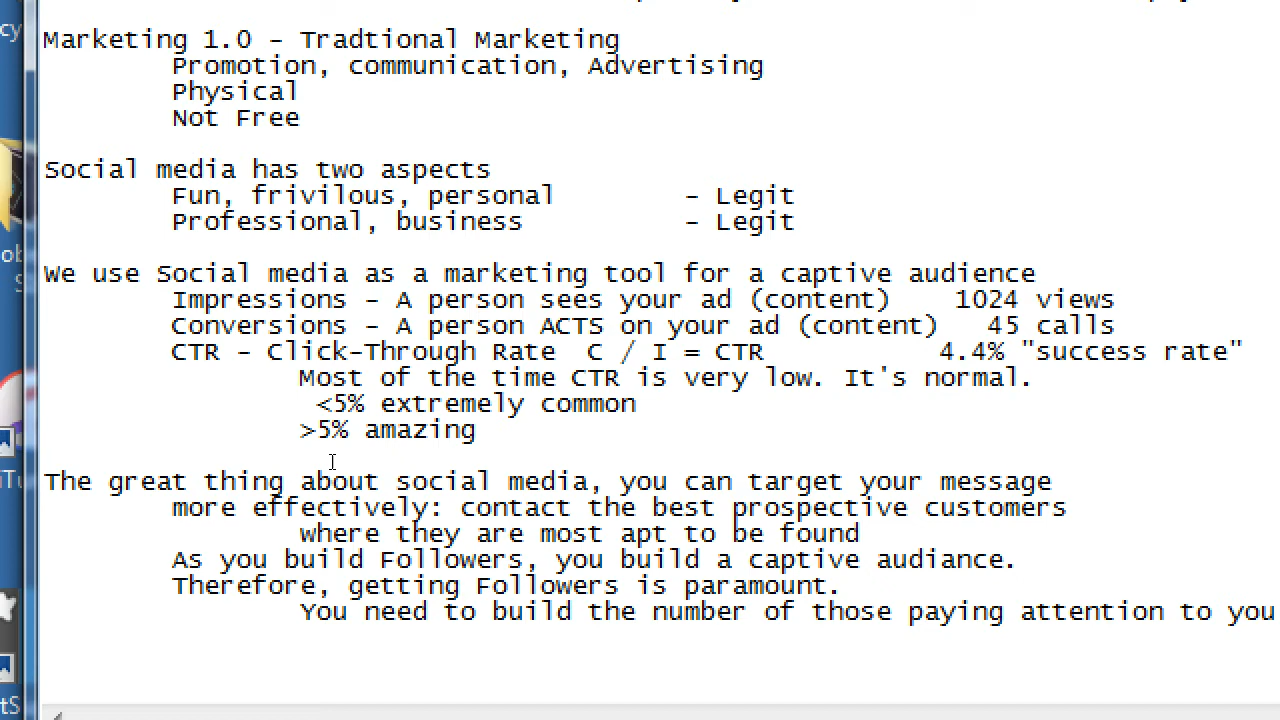 Marketing 1.0 - Tradtional Marketing
Promotion, communication, Advertising
Physical
Not Free
Social media has two aspects
Fun, frivilous, personal - Legit
Professional, business - Legit
We use Social media as a marketing tool for a captive audience
Impressions - A person sees your ad (content) 1024 views
Conversions - A person ACTS on your ad (content) 45 calls
CTR - Click-Through Rate C / I = CTR 4.4% "success rate"
Most of the time CTR is very low. It's normal.
<5% extremely common
>5% amazing
The great thing about social media, you can target your message
more effectively: contact the best prospective customers
where they are most apt to be found
As you build Followers, you build a captive audiance.
Therefore, getting Followers is paramount.
You need to build the number of those paying attention to you